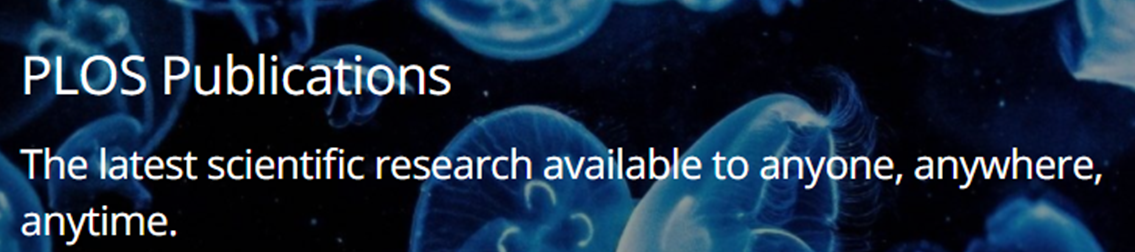 PLOS Publications
The latest scientific research available to anyone, anywhere,
anytime.